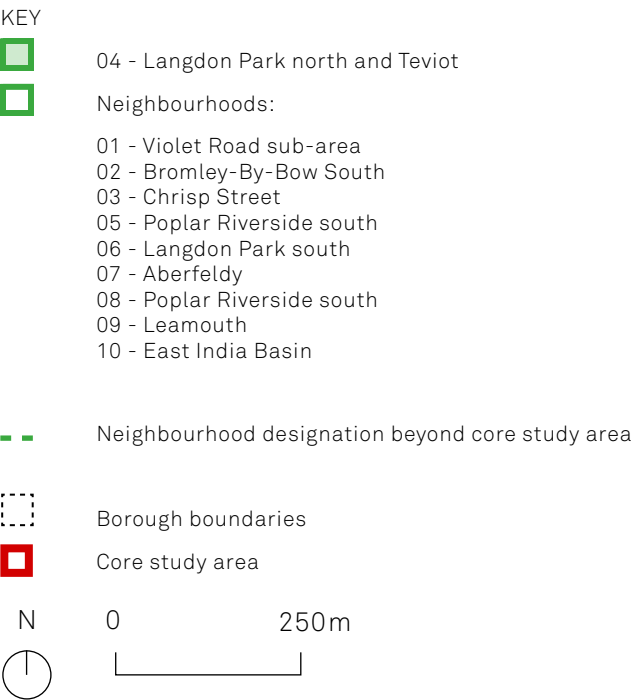 KEY
04 - Langdon Park north and Teviot
Neighbourhoods:
01 - Violet Road sub-area
02 - Bromley-By-Bow South
03 - Chrisp Street
05 - Poplar Riverside south
06 - Langdon Park south
07 - Aberfeldy
08 - Poplar Riverside south
09 - Leamouth
10 - East India Basin
Neighbourhood designation beyond core study area
Borough boundaries
Core study area
N 0 250m